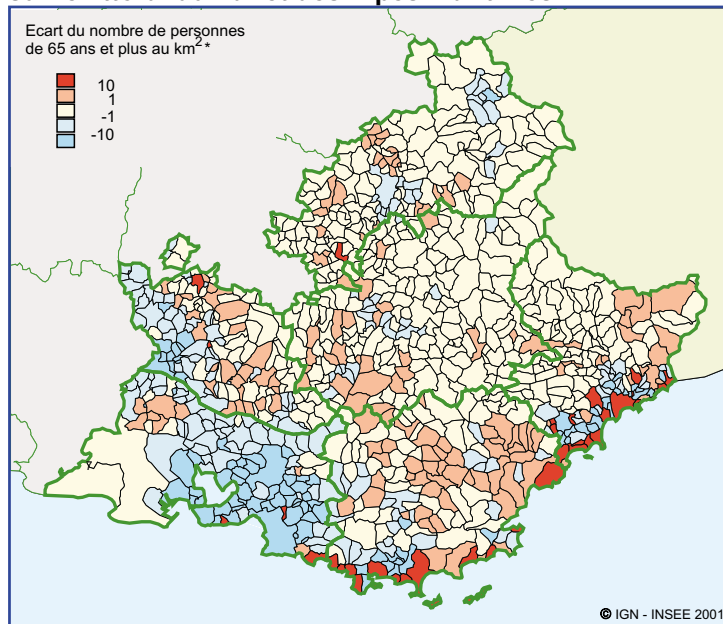 Ecart du nombre de personnes
de 65 ans et plus au km²*
10
1
-1
-10
© IGN - INSEE 2001